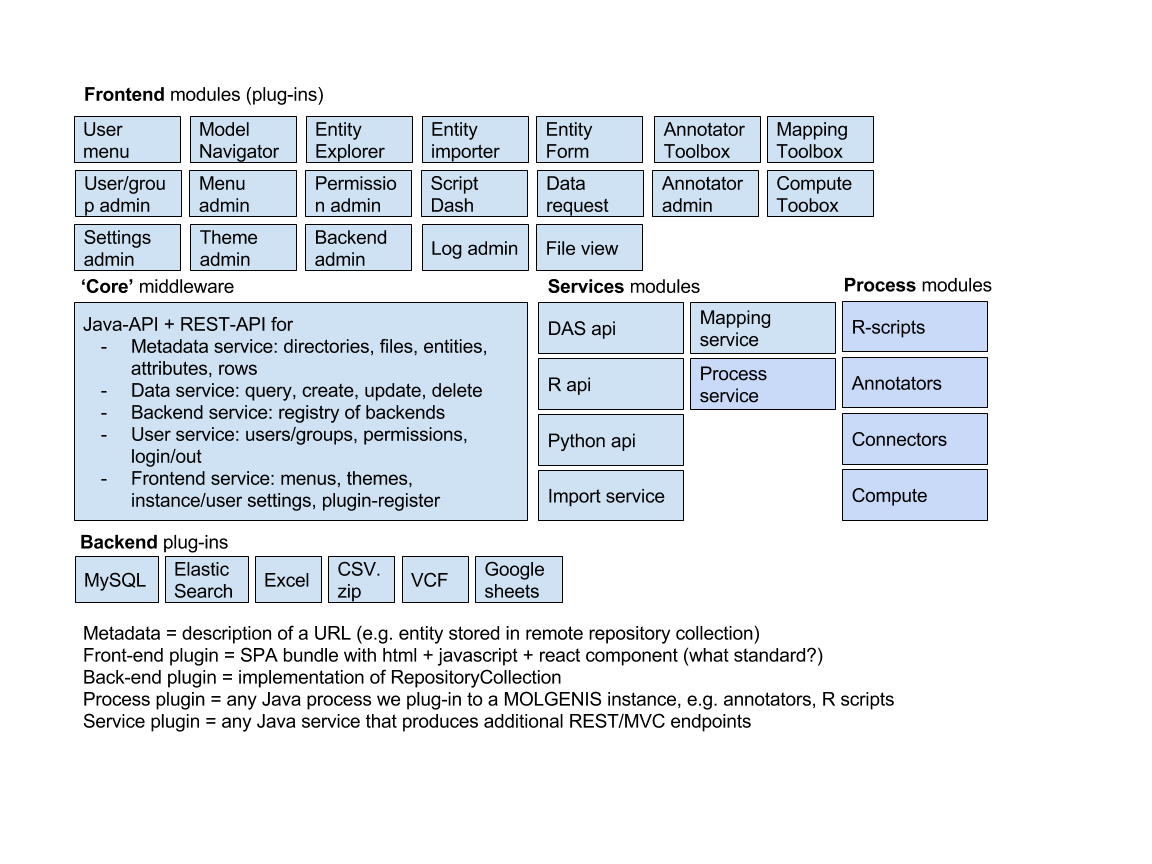 Frontend modules (plug-ins)
User
menu
Model
Navigator
Entity
Explorer
Entity
importer
Entity
Form
Annotator
Toolbox
Mapping
Toolbox
User/grou
p admin
Menu
admin
Permissio
n admin
Script
Dash
Data
request
Annotator
admin
Compute
Toobox
Settings
admin
Theme
admin
Backend
admin
Log admin
File view
‘Core’ middleware
Java-API + REST-API for
- Metadata service: directories, files, entities,
attributes, rows
- Data service: query, create, update, delete
- Backend service: registry of backends
- User service: users/groups, permissions,
login/out
- Frontend service: menus, themes,
instance/user settings, plugin-register
Services modules
DAS api
Mapping
service
R api
Process
service
Python api
Import service
Process modules
R-scripts
Annotators
Connectors
Compute
Backend plug-ins
MySQL
Elastic
Search
Excel
CSV.
zip
VCF
Google
sheets
Metadata = description of a URL (e.g. entity stored in remote repository collection)
Front-end plugin = SPA bundle with html + javascript + react component (what standard?)
Back-end plugin = implementation of RepositoryCollection
Process plugin = any Java process we plug-in to a MOLGENIS instance, e.g. annotators, R scripts
Service plugin = any Java service that produces additional REST/MVC endpoints